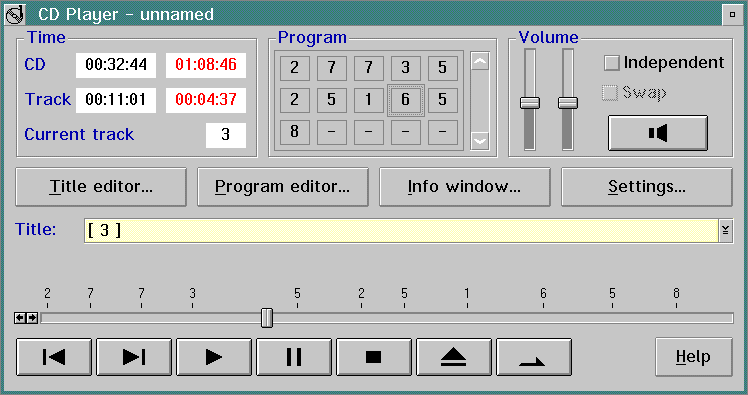 CD Player - unnamed
Time
Program
Volume
CD 00:32:44 01:08:46
2 7 7 3 5
Independent
Track 00:11:01 00:04:37
2 5 1 6 5
Swap
Current track 3
8 - - - -
Title editor... Program editor... Info window... Settings...
Title: [ 3 ]
2 7 7 3 5 2 5 1 6 5 8
Help